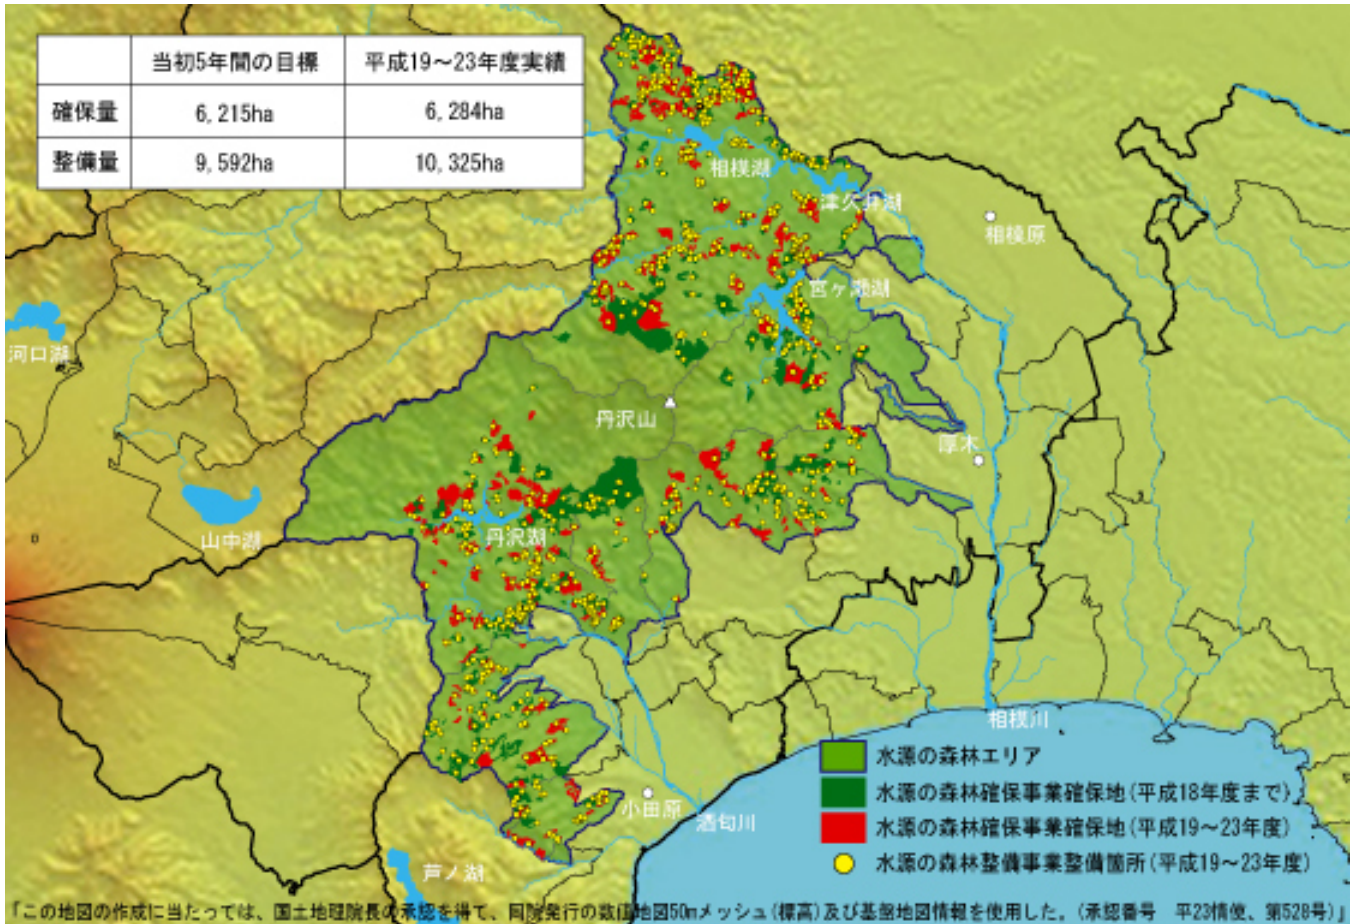 当初5年間の目標 平成19～23年度実績
確保量 6,215ha 6,284ha
整備量 9,592ha 10,325ha
相模湖
津久井湖
相模原
宮ヶ瀬湖
河口湖
丹沢山
厚木
山中湖
丹沢湖
相模川
小田原
酒匂川
芦ノ湖
水源の森林エリア
水源の森林確保事業確保地(平成18年度まで)
水源の森林確保事業確保地(平成19～23年度)
水源の森林整備事業整備箇所(平成19～23年度)
「この地図の作成に当たっては、国土地理院長の承認を得て、同院発行の数値地図50mメッシュ(標高)及び基盤地図情報を使用した。(承認番号 平23情使、第528号)」